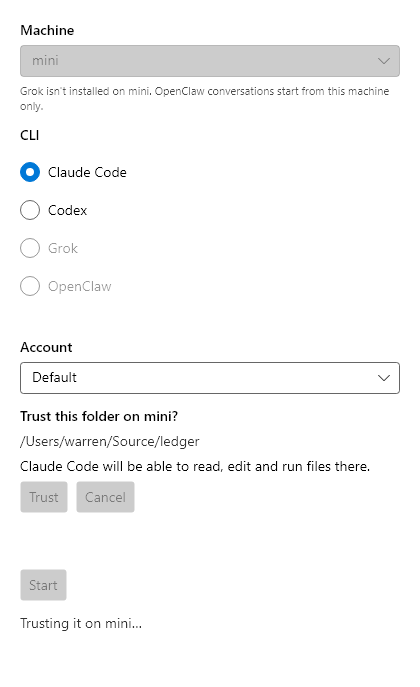 Machine
mini
Grok isn't installed on mini. OpenClaw conversations start from this machine
only.
CLI
Claude Code
Codex
Grok
OpenClaw
Account
Default
Trust this folder on mini?
/Users/warren/Source/ledger
Claude Code will be able to read, edit and run files there.
Trust Cancel
Start
Trusting it on mini...